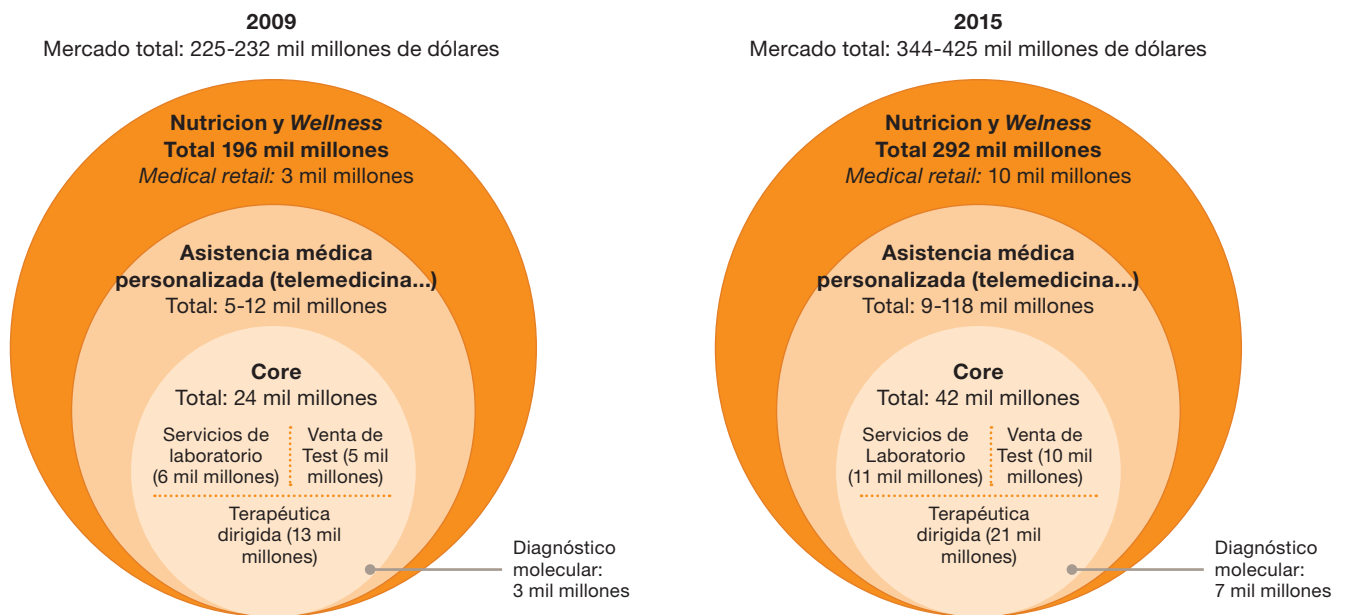 2009
Mercado total: 225-232 mil millones de dólares
Nutricion y Wellness
Total 196 mil millones
Medical retail: 3 mil millones
Asistencia médica
personalizada (telemedicina...)
Total: 5-12 mil millones
Core
Total: 24 mil millones
Servicios de
laboratorio
(6 mil millones)
Venta de
Test (5 mil
millones)
Terapéutica
dirigida (13 mil
millones)
Diagnóstico
molecular:
3 mil millones
2015
Mercado total: 344-425 mil millones de dólares
Nutricion y Welness
Total 292 mil millones
Medical retail: 10 mil millones
Asistencia médica
personalizada (telemedicina...)
Total: 9-118 mil millones
Core
Total: 42 mil millones
Servicios de
Laboratorio
(11 mil millones)
Venta de
Test (10 mil
millones)
Terapéutica
dirigida (21 mil
millones)
Diagnóstico
molecular:
7 mil millones